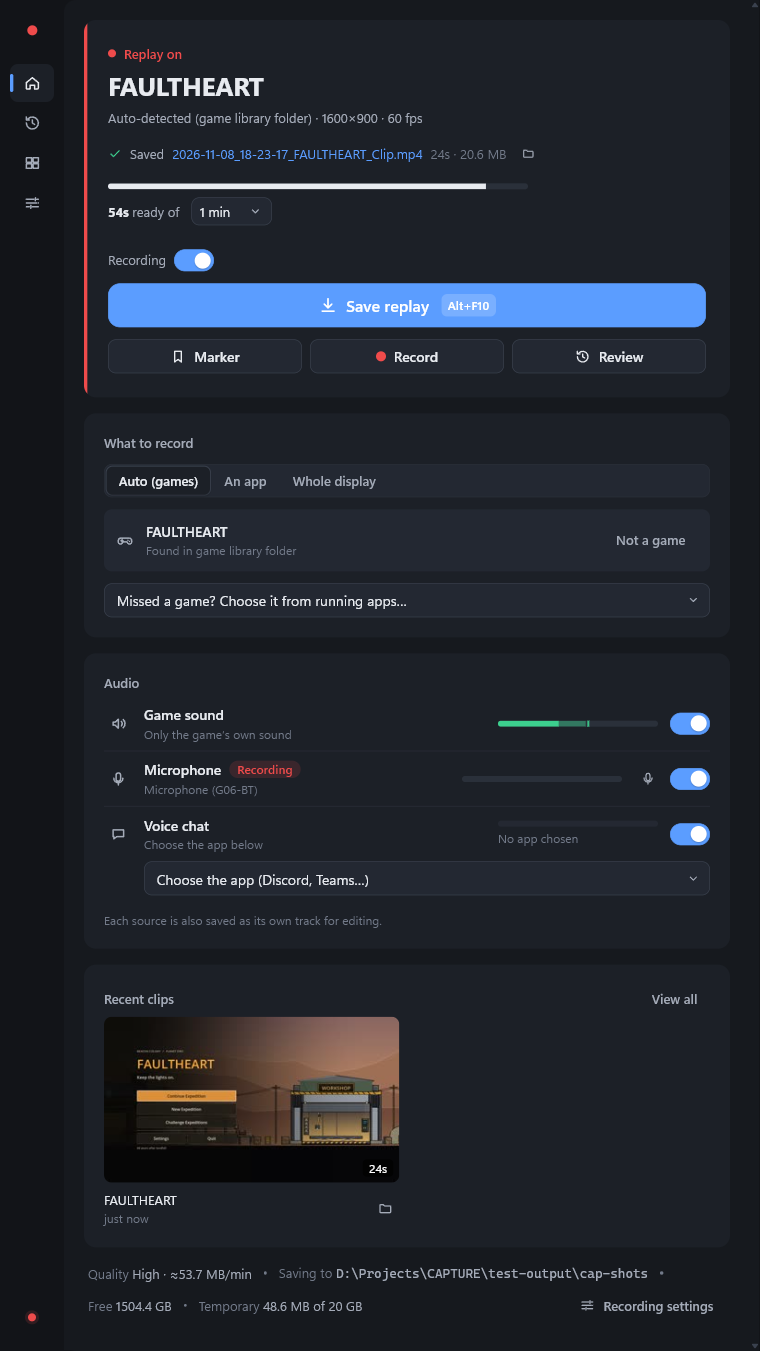 Replay on
FAULTHEART
Auto-detected (game library folder) · 1600×900 · 60 fps
Saved 2026-11-08_18-23-17_FAULTHEART_Clip.mp4 24s · 20.6 MB
54s ready of 1 min
Recording
Save replay Alt+F10
Marker Record Review
What to record
Auto (games) An app Whole display
FAULTHEART
Found in game library folder
Not a game
Missed a game? Choose it from running apps...
Audio
Game sound
Only the game's own sound
Microphone Recording
Microphone (G06-BT)
Voice chat
Choose the app below
No app chosen
Choose the app (Discord, Teams...)
Each source is also saved as its own track for editing.
Recent clips View all
FAULTHEART
Keep the lights on.
WORKSHOP
Continue Expedition
New Expedition
Challenge Expeditions
Settings Quit
24s
FAULTHEART
just now
Quality High · ≈53.7 MB/min • Saving to D:\Projects\CAPTURE\test-output\cap-shots •
Free 1504.4 GB • Temporary 48.6 MB of 20 GB Recording settings